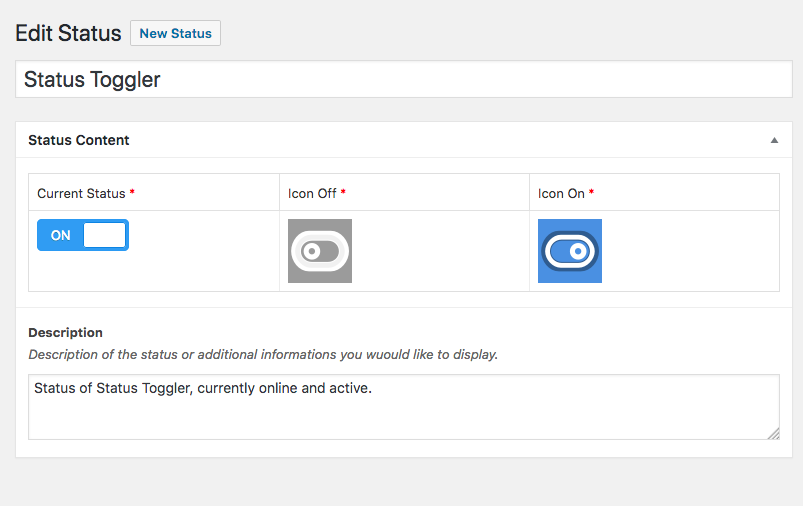 Edit Status New Status
Status Toggler
Status Content
Current Status * Icon Off * Icon On *
ON
Description
Description of the status or additional informations you wuould like to display.
Status of Status Toggler, currently online and active.